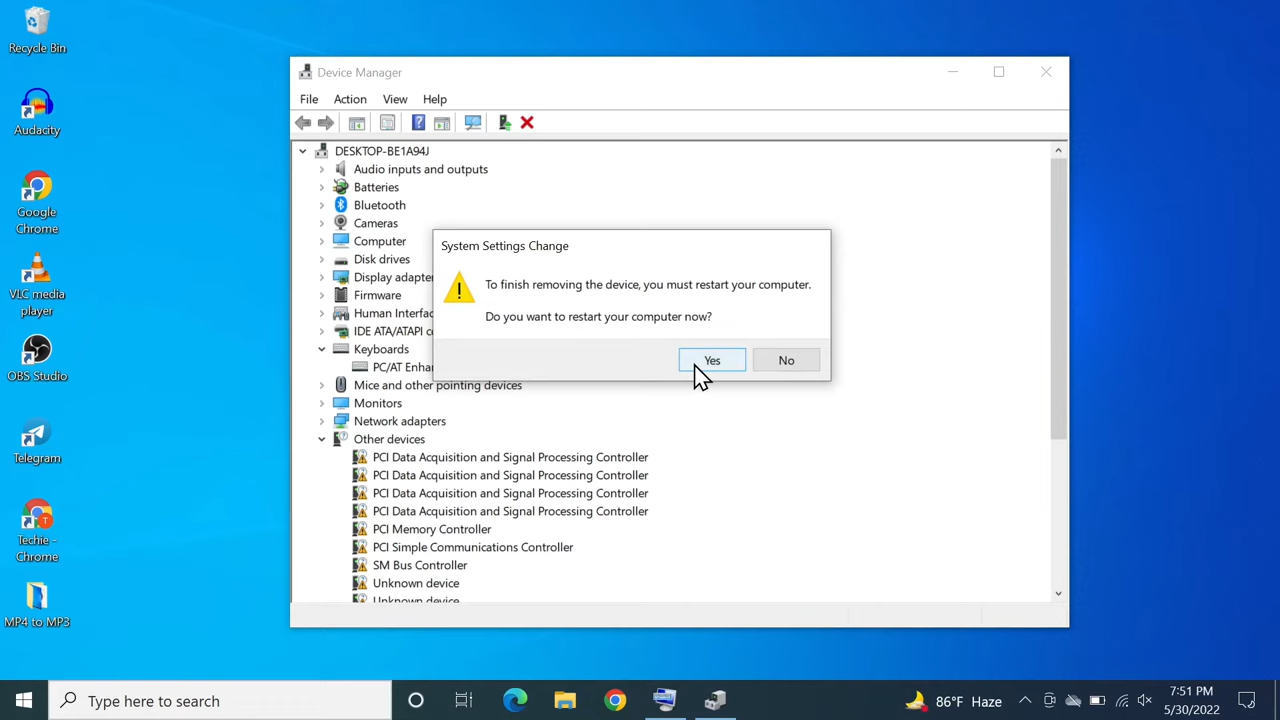 Recycle Bin
Audacity
Google
Chrome
VLC media
player
OBS Studio
Telegram
T
Techie -
Chrome
MP4 to MP3
Device Manager
File Action View Help
DESKTOP-BE1A94J
Audio inputs and outputs
Batteries
Bluetooth
Cameras
Computer
Disk drives
Display adapte
Firmware
Human Interfac
IDE ATA/ATAPI co
Keyboards
PC/AT Enha
Mice and other pointing devices
Monitors
Network adapters
Other devices
PCI Data Acquisition and Signal Processing Controller
PCI Data Acquisition and Signal Processing Controller
PCI Data Acquisition and Signal Processing Controller
PCI Data Acquisition and Signal Processing Controller
PCI Memory Controller
PCI Simple Communications Controller
SM Bus Controller
Unknown device
Unknown device
System Settings Change
To finish removing the device, you must restart your computer.
Do you want to restart your computer now?
Yes No
Type here to search
86°F Haze
7:51 PM
5/30/2022